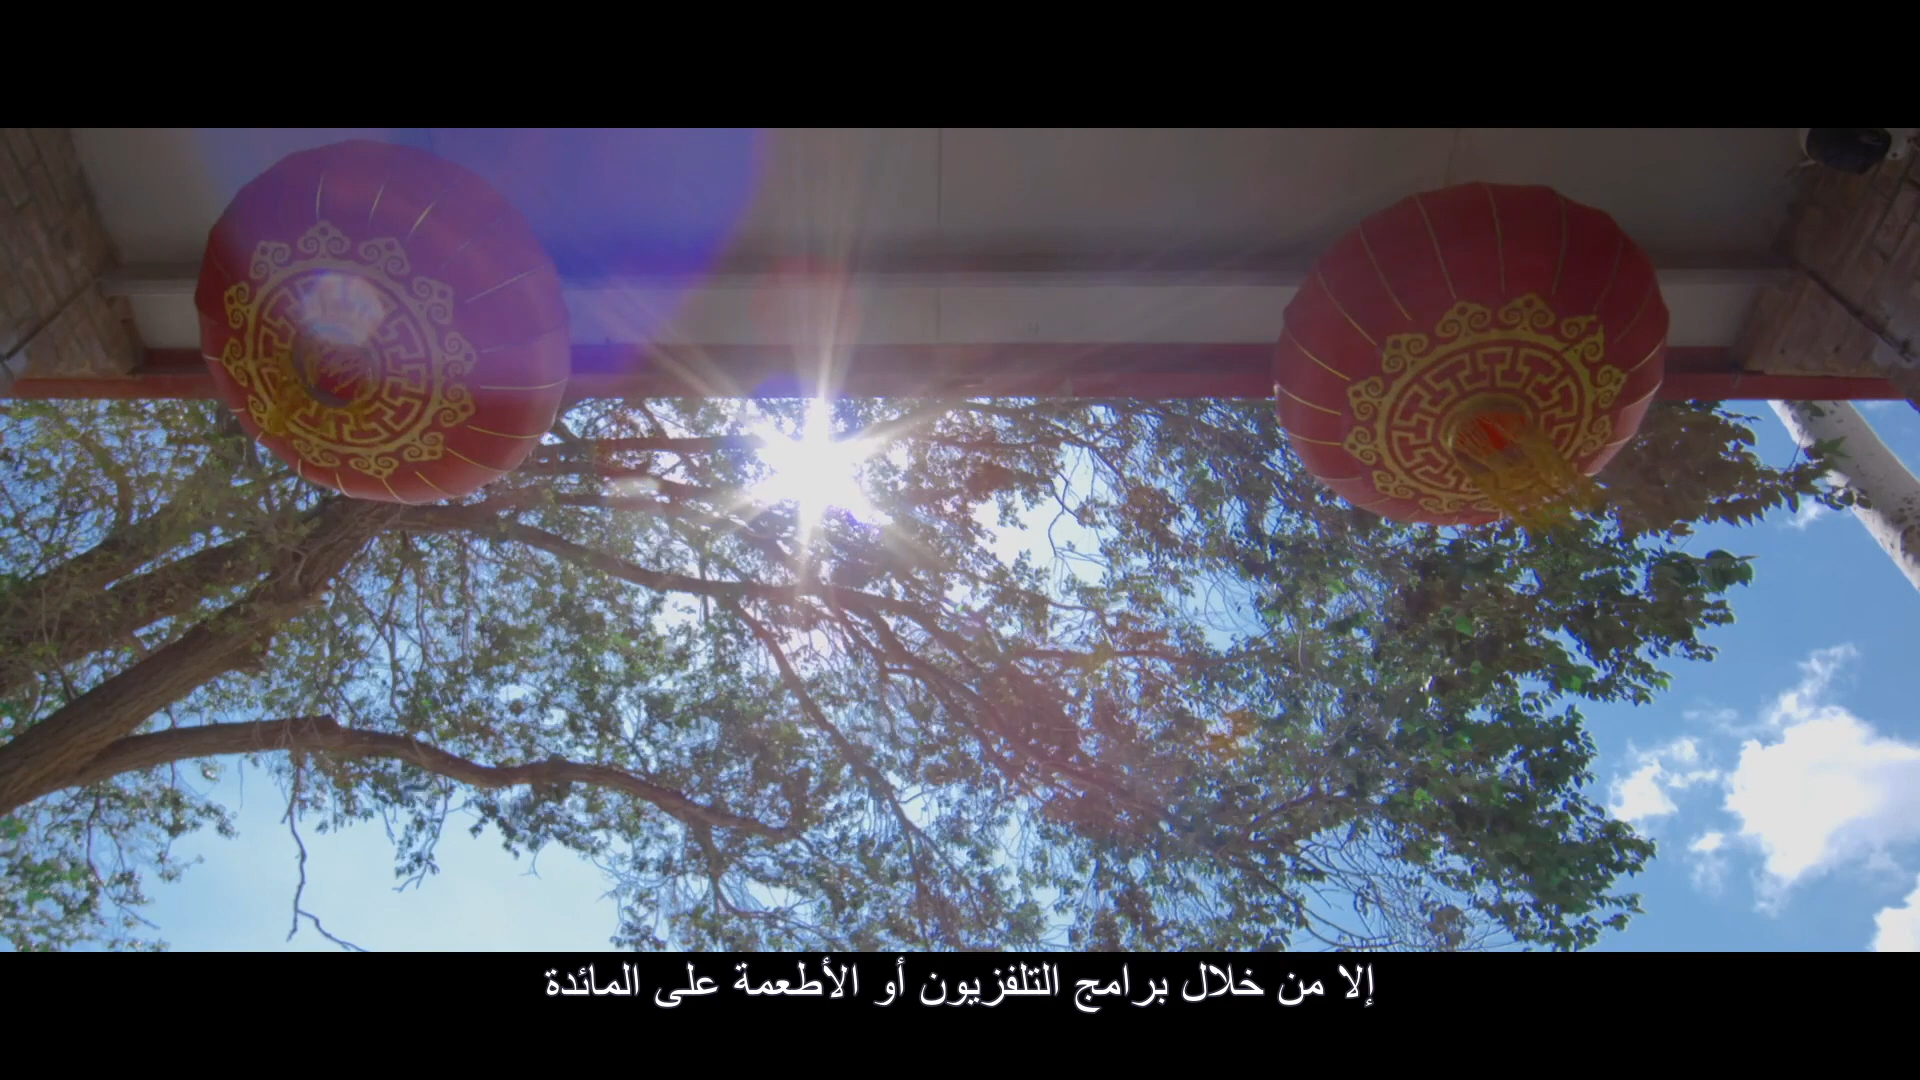 إلا من خلال برامج التلفزيون أو الأطعمة على المائدة